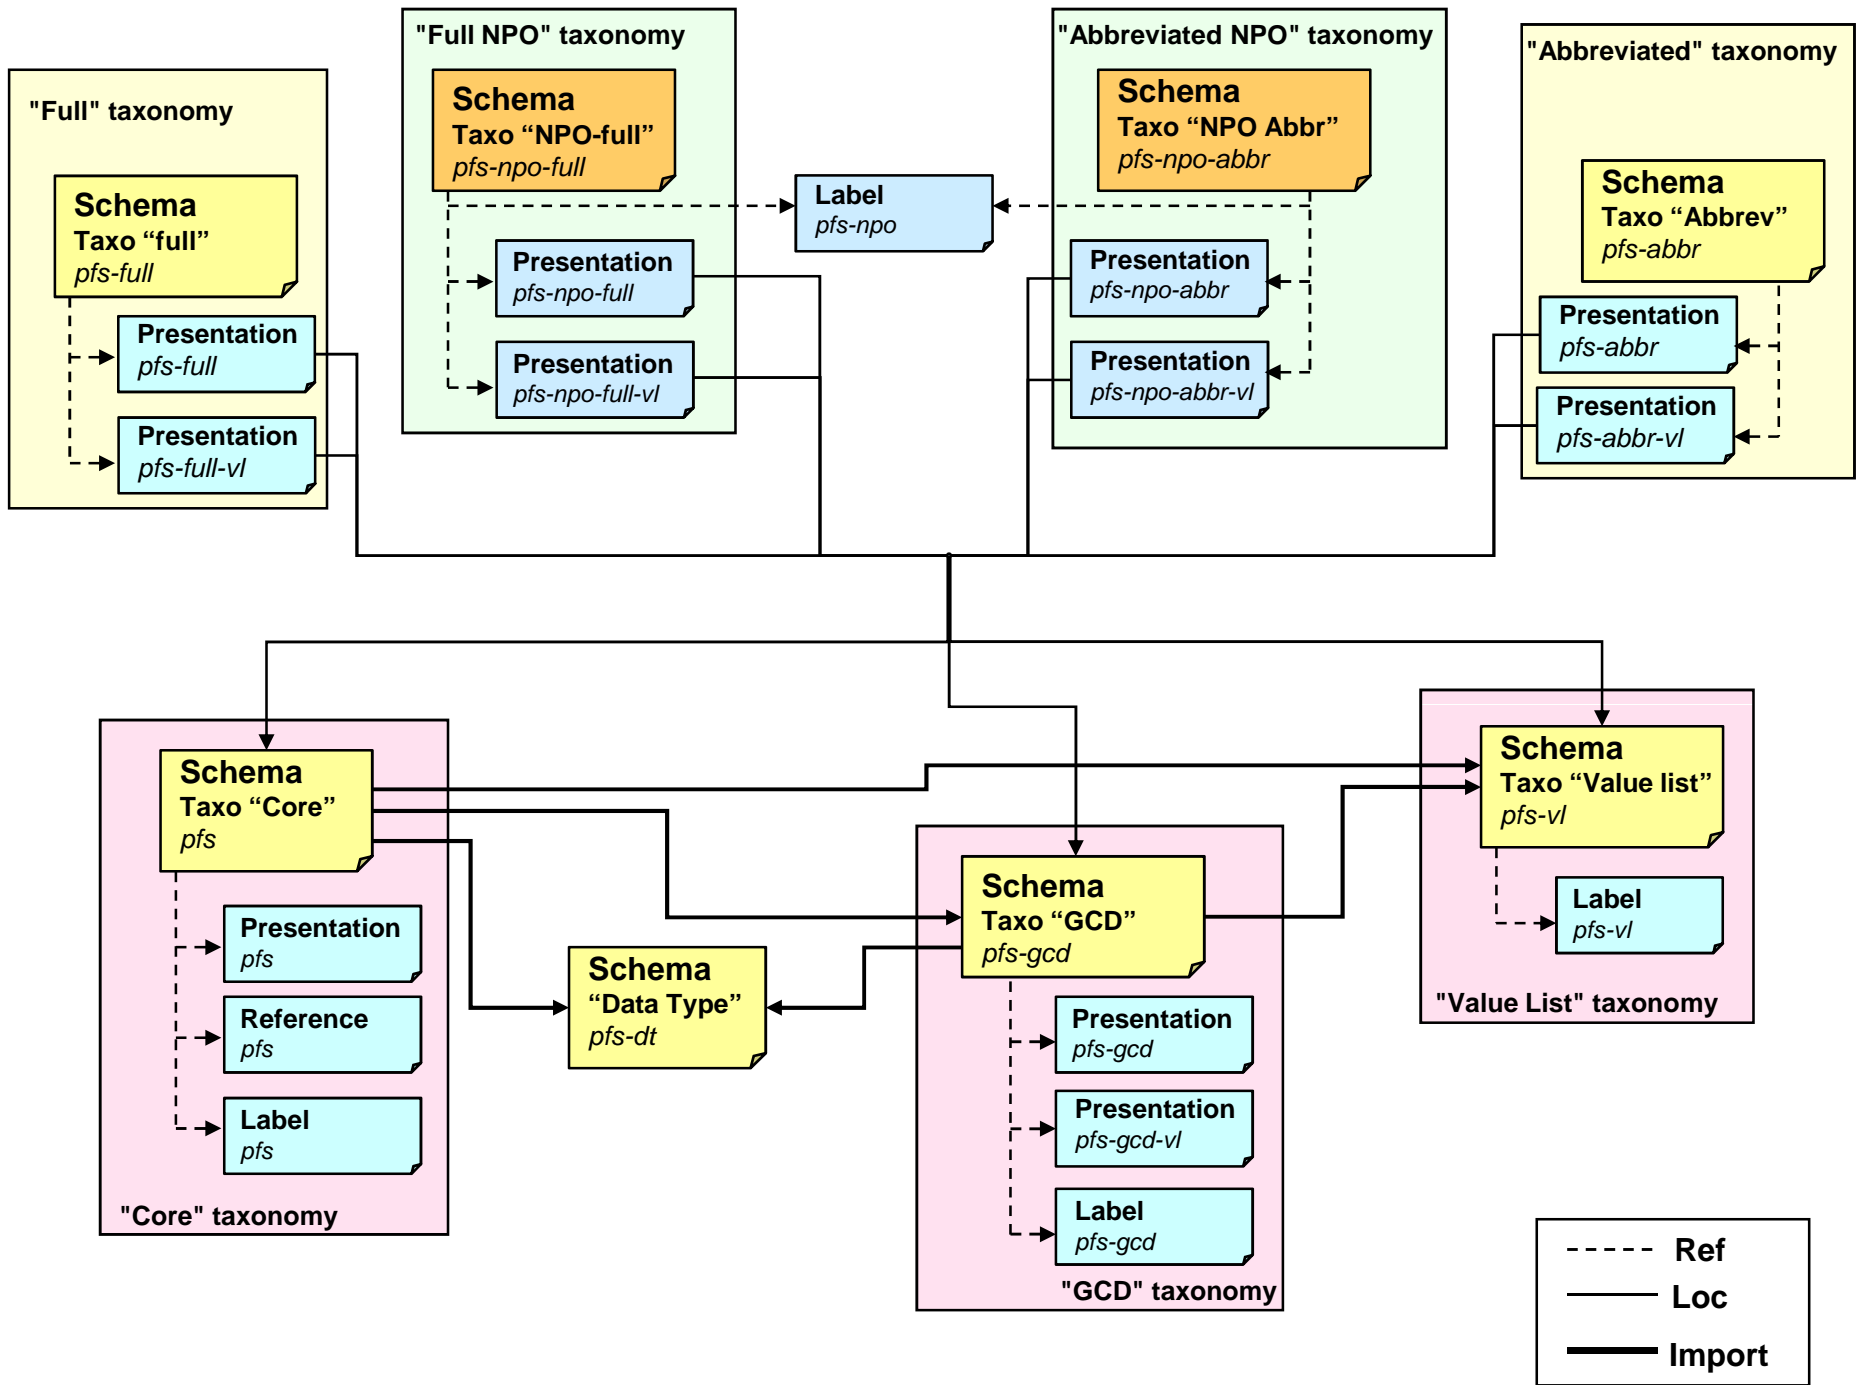 "Full" taxonomy
Schema
Taxo “full”
pfs-full
Presentation
pfs-full
Presentation
pfs-full-vl
"Full NPO" taxonomy
Schema
Taxo “NPO-full”
pfs-npo-full
Presentation
pfs-npo-full
Presentation
pfs-npo-full-vl
Label
pfs-npo
"Abbreviated NPO" taxonomy
Schema
Taxo “NPO Abbr”
pfs-npo-abbr
Presentation
pfs-npo-abbr
Presentation
pfs-npo-abbr-vl
"Abbreviated" taxonomy
Schema
Taxo “Abbrev”
pfs-abbr
Presentation
pfs-abbr
Presentation
pfs-abbr-vl
Schema
Taxo “Core”
pfs
Presentation
pfs
Reference
pfs
Label
pfs
"Core" taxonomy
Schema
“Data Type”
pfs-dt
Schema
Taxo “GCD”
pfs-gcd
Presentation
pfs-gcd
Presentation
pfs-gcd-vl
Label
pfs-gcd
"GCD" taxonomy
Schema
Taxo “Value list”
pfs-vl
Label
pfs-vl
"Value List" taxonomy
Ref
Loc
Import